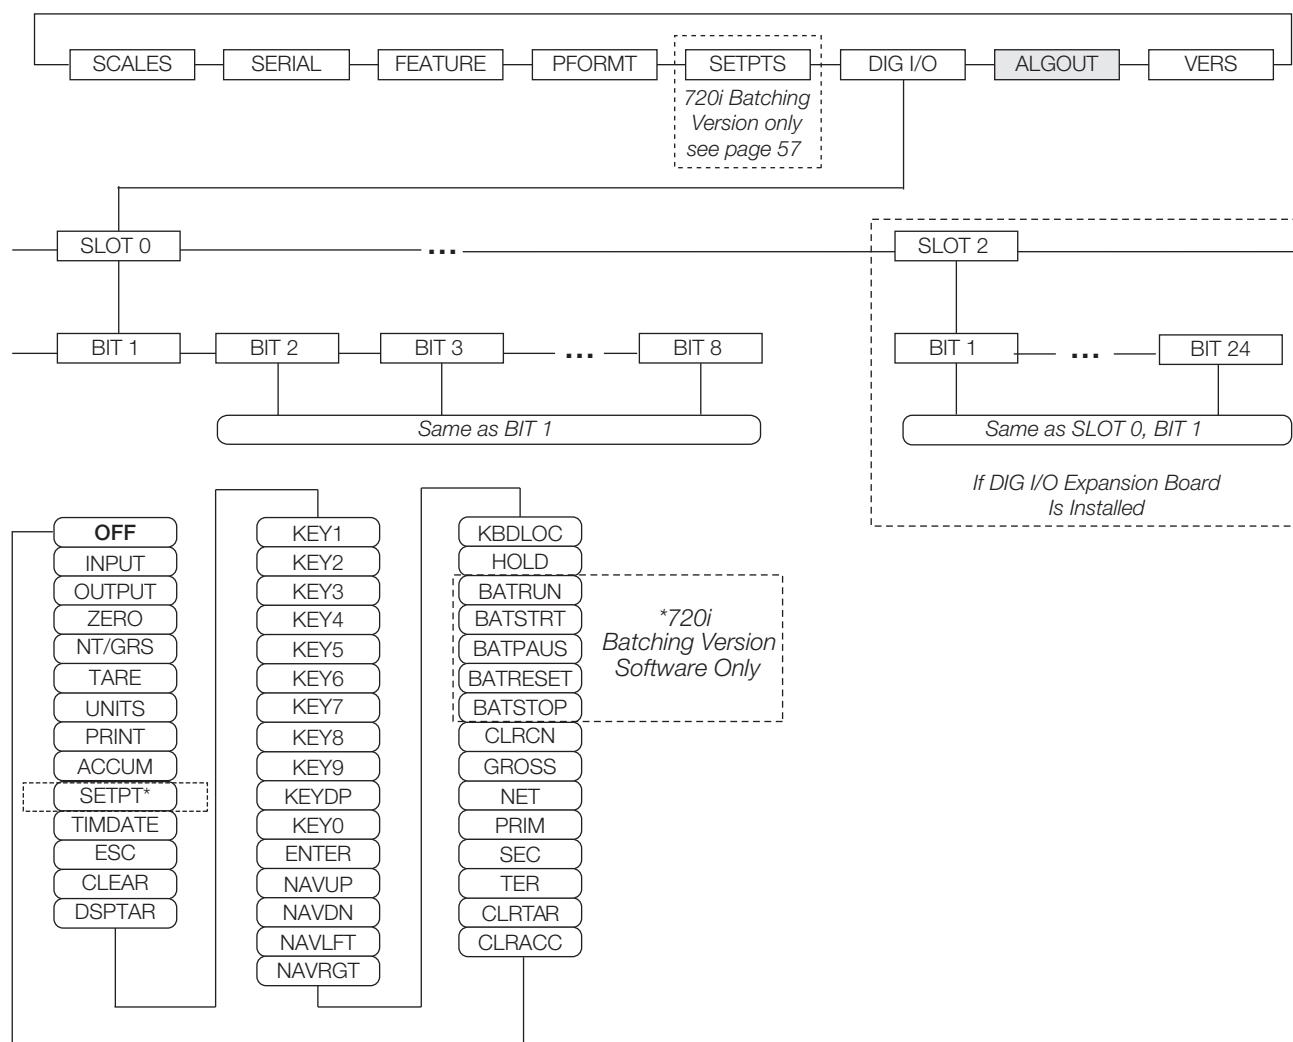 SCALES
SERIAL
FEATURE
PFORMT
SETPTS
DIG I/O
ALGOUT
VERS
720i Batching
Version only
see page 57
SLOT 0
...
SLOT 2
BIT 1
BIT 2
BIT 3
...
BIT 8
BIT 1
...
BIT 24
Same as BIT 1
Same as SLOT 0, BIT 1
If DIG I/O Expansion Board
Is Installed
OFF
INPUT
OUTPUT
ZERO
NT/GRS
TARE
UNITS
PRINT
ACCUM
SETPT*
TIMDATE
ESC
CLEAR
DSPTAR
KEY1
KEY2
KEY3
KEY4
KEY5
KEY6
KEY7
KEY8
KEY9
KEYDP
KEY0
ENTER
NAVUP
NAVDN
NAVLFT
NAVRGT
KBDLOC
HOLD
BATRUN
BATSTRT
BATPAUS
BATRESET
BATSTOP
CLRCN
GROSS
NET
PRIM
SEC
TER
CLRTAR
CLRACC
*720i
Batching Version
Software Only